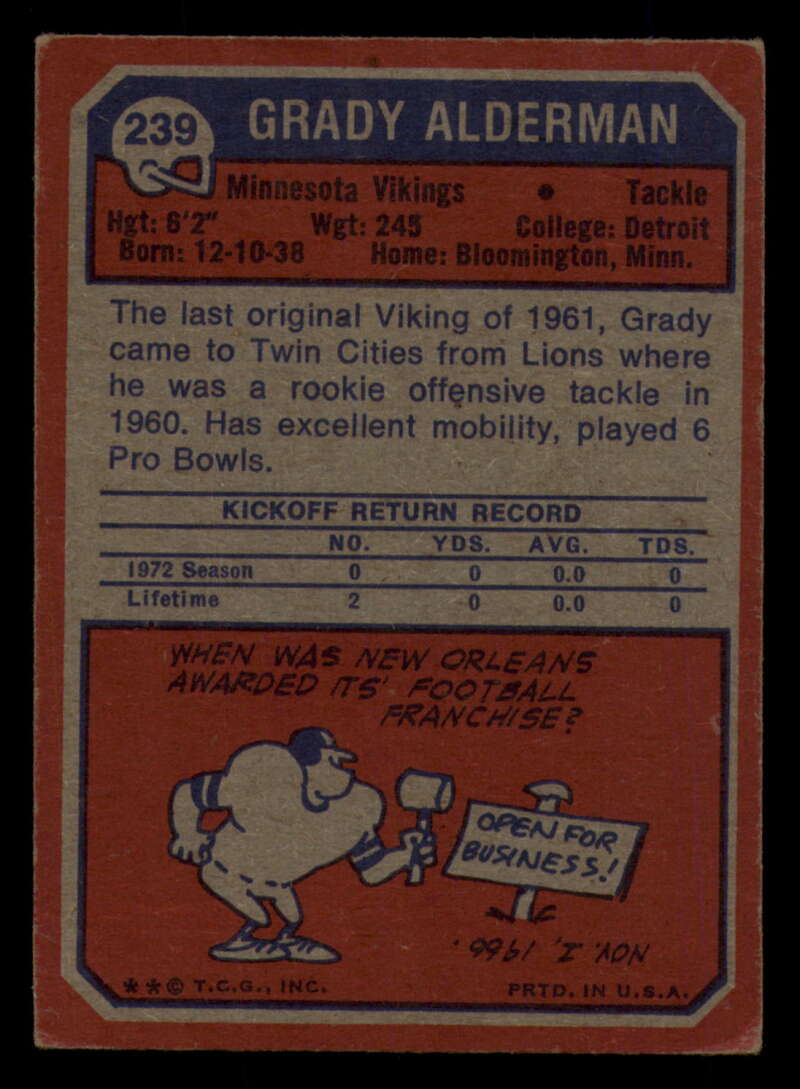 239
GRADY ALDERMAN
Minnesota Vikings • Tackle
Hgt: 6'2" Wgt: 245 College: Detroit
Born: 12-10-38 Home: Bloomington, Minn.
The last original Viking of 1961, Grady
came to Twin Cities from Lions where
he was a rookie offensive tackle in
1960. Has excellent mobility, played 6
Pro Bowls.
KICKOFF RETURN RECORD
NO. YDS. AVG. TDS.
1972 Season 0 0 0.0 0
Lifetime 2 0 0.0 0
WHEN WAS NEW ORLEANS
AWARDED ITS' FOOTBALL
FRANCHISE?
OPEN FOR
BUSINESS!
NOV. 1, 1966.
**© T.C.G., INC. PRTD. IN U.S.A.